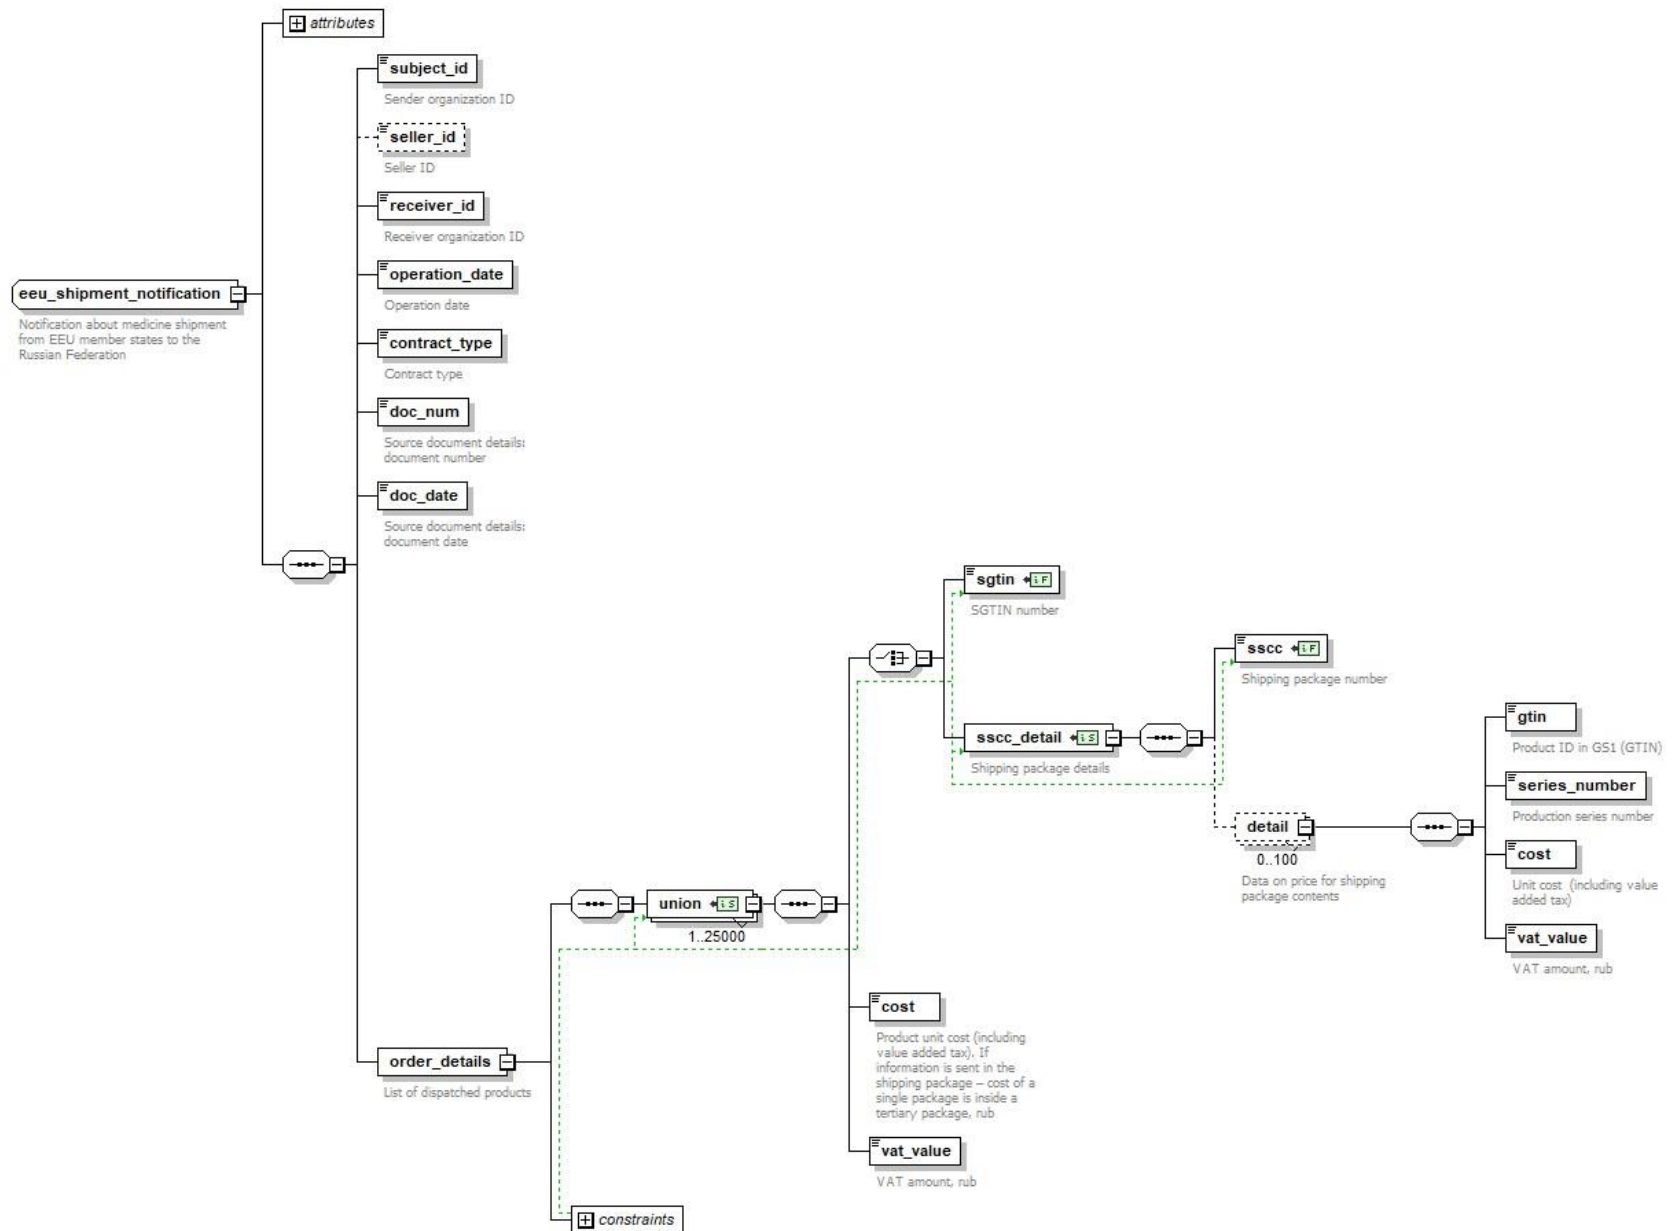 attributes
subject_id
Sender organization ID
seller_id
Seller ID
receiver_id
Receiver organization ID
operation_date
Operation date
eeu_shipment_notification
Notification about medicine shipment
from EEU member states to the
Russian Federation
contract_type
Contract type
doc_num
Source document details:
document number
doc_date
Source document details:
document date
sgtin iF
SGTIN number
sscc iF
Shipping package number
sscc_detail iS
Shipping package details
gtin
Product ID in GS1 (GTIN)
series_number
Production series number
detail
0..100
Data on price for shipping
package contents
cost
Unit cost (including value
added tax)
vat_value
VAT amount, rub
union iS
1..25000
cost
Product unit cost (including
value added tax). If
information is sent in the
shipping package – cost of a
single package is inside a
tertiary package, rub
order_details
List of dispatched products
vat_value
VAT amount, rub
constraints